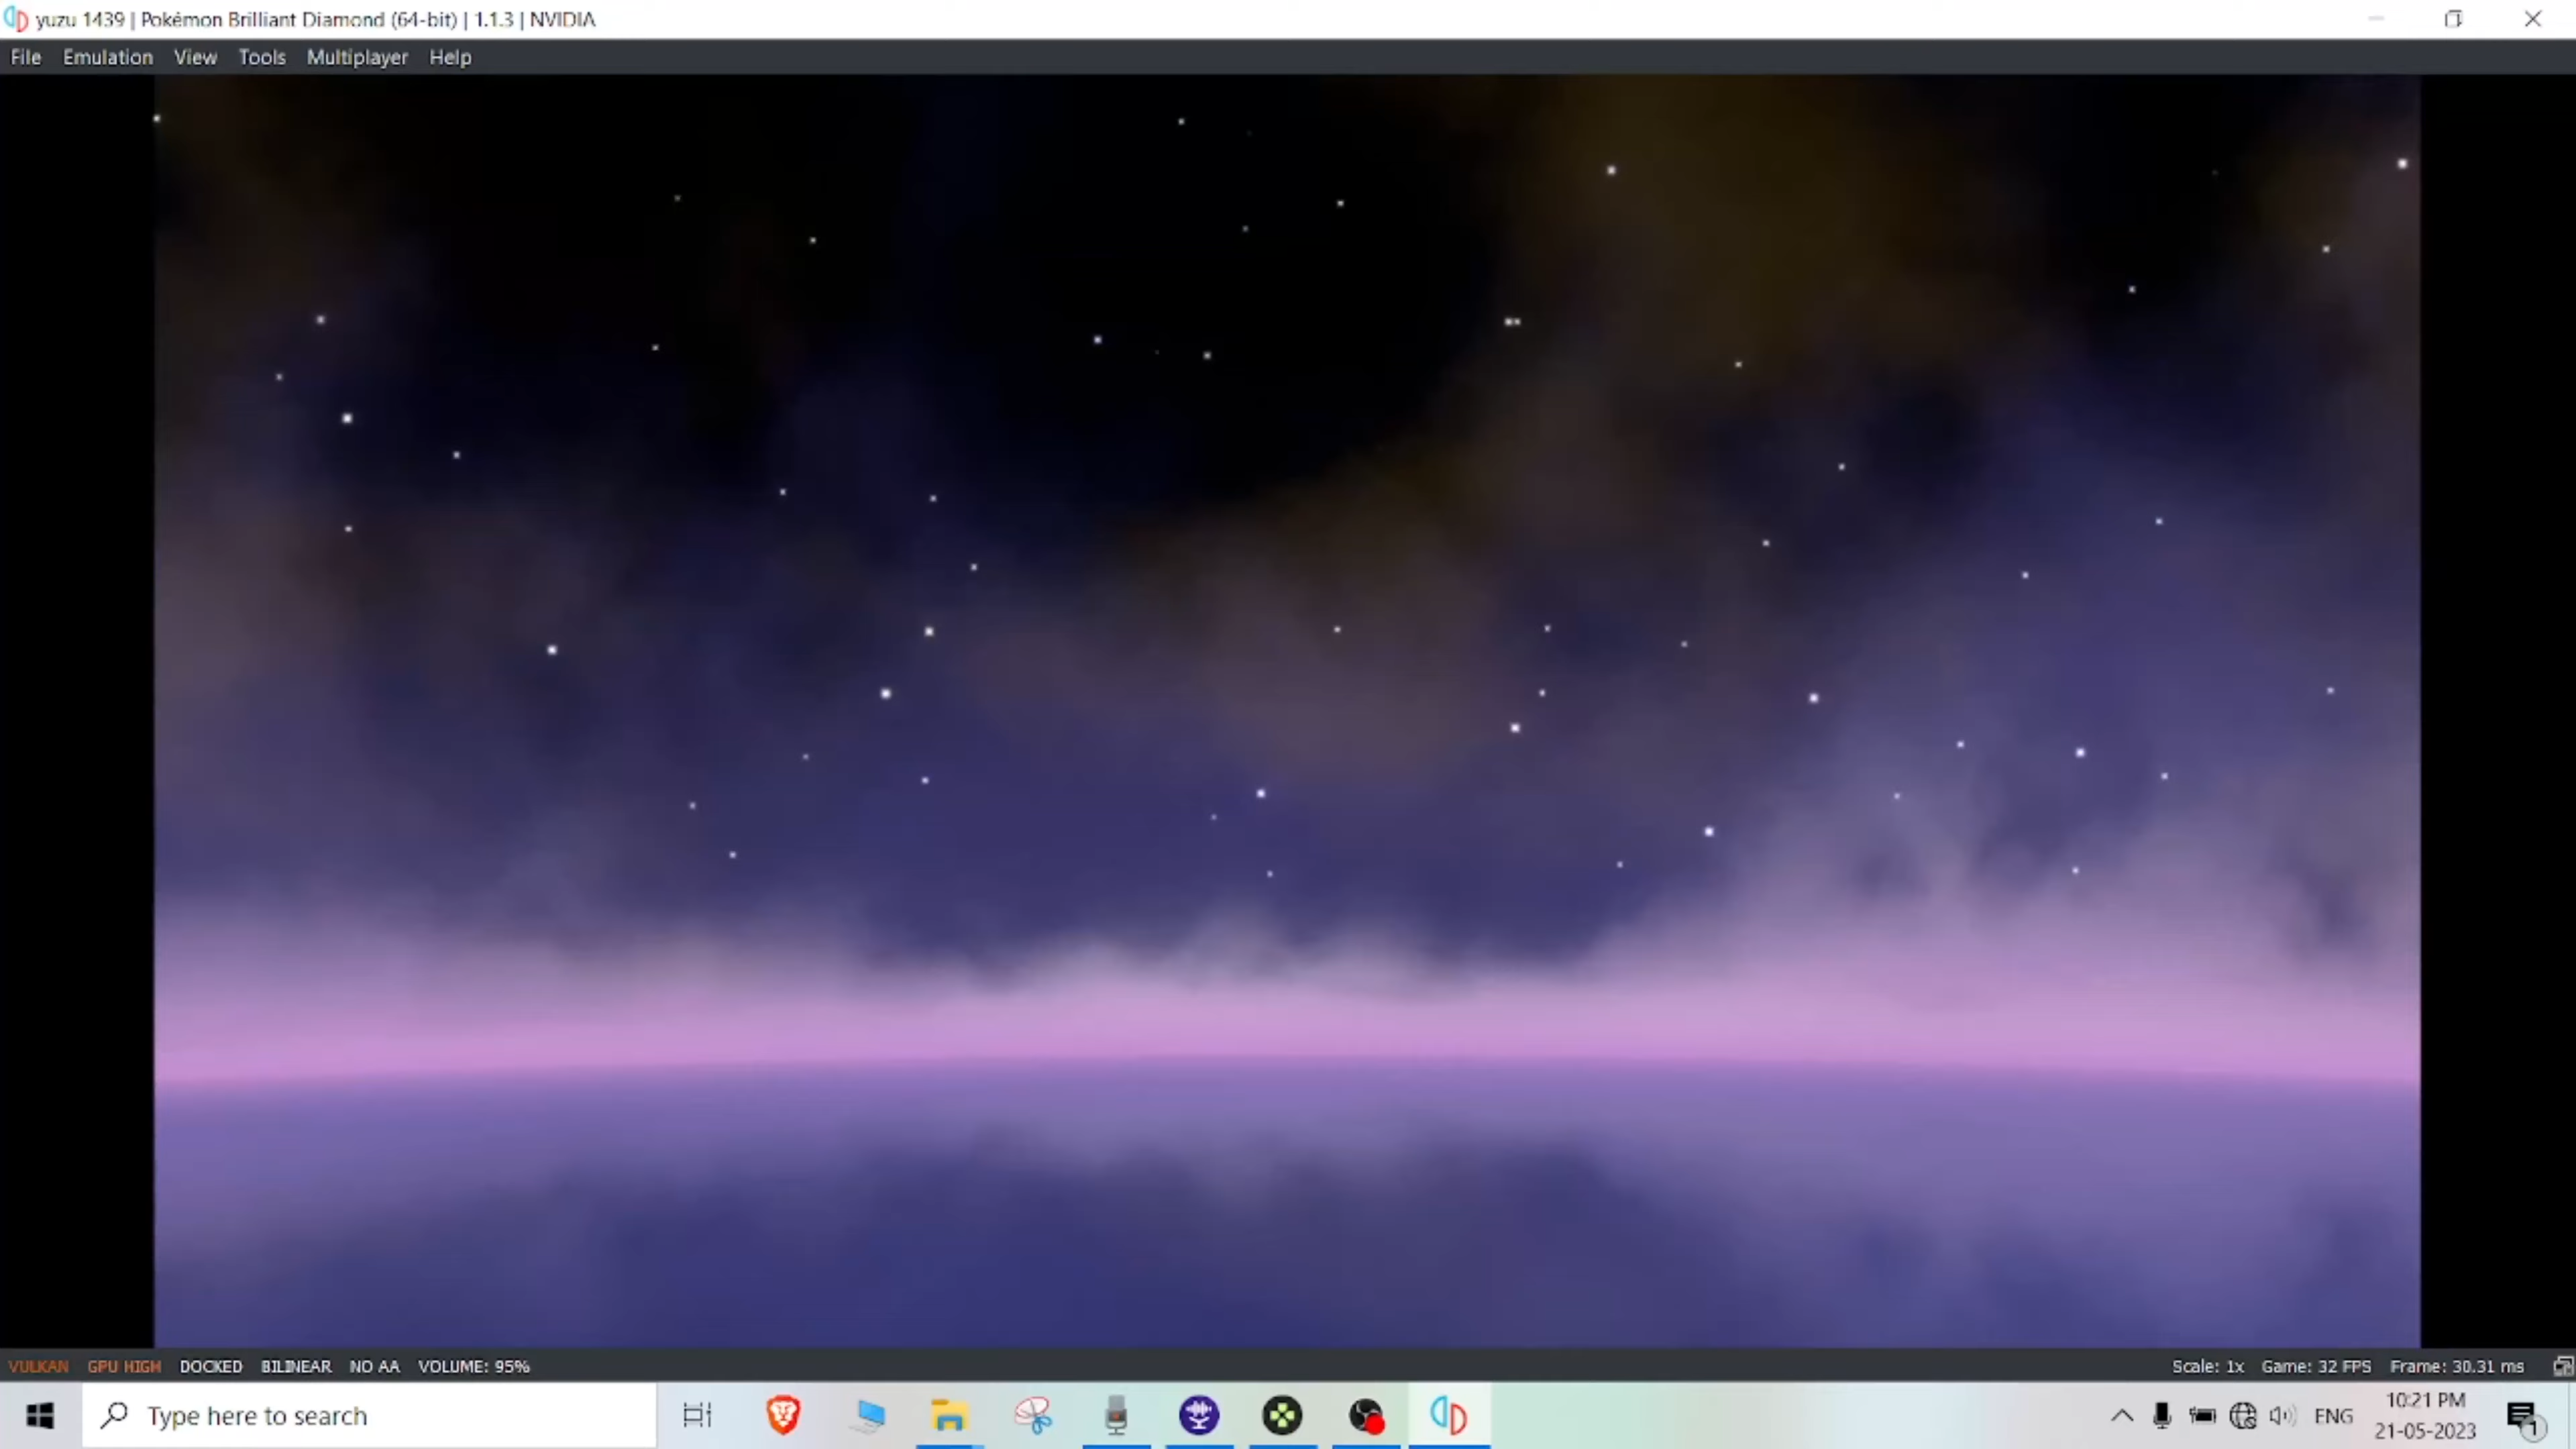 yuzu 1439 | Pokémon Brilliant Diamond (64-bit) | 1.1.3 | NVIDIA
File Emulation View Tools Multiplayer Help
VULKAN GPU HIGH DOCKED BILINEAR NO AA VOLUME: 95% Scale: 1x Game: 32 FPS Frame: 30.31 ms
Type here to search
ENG
10:21 PM
21-05-2023
1